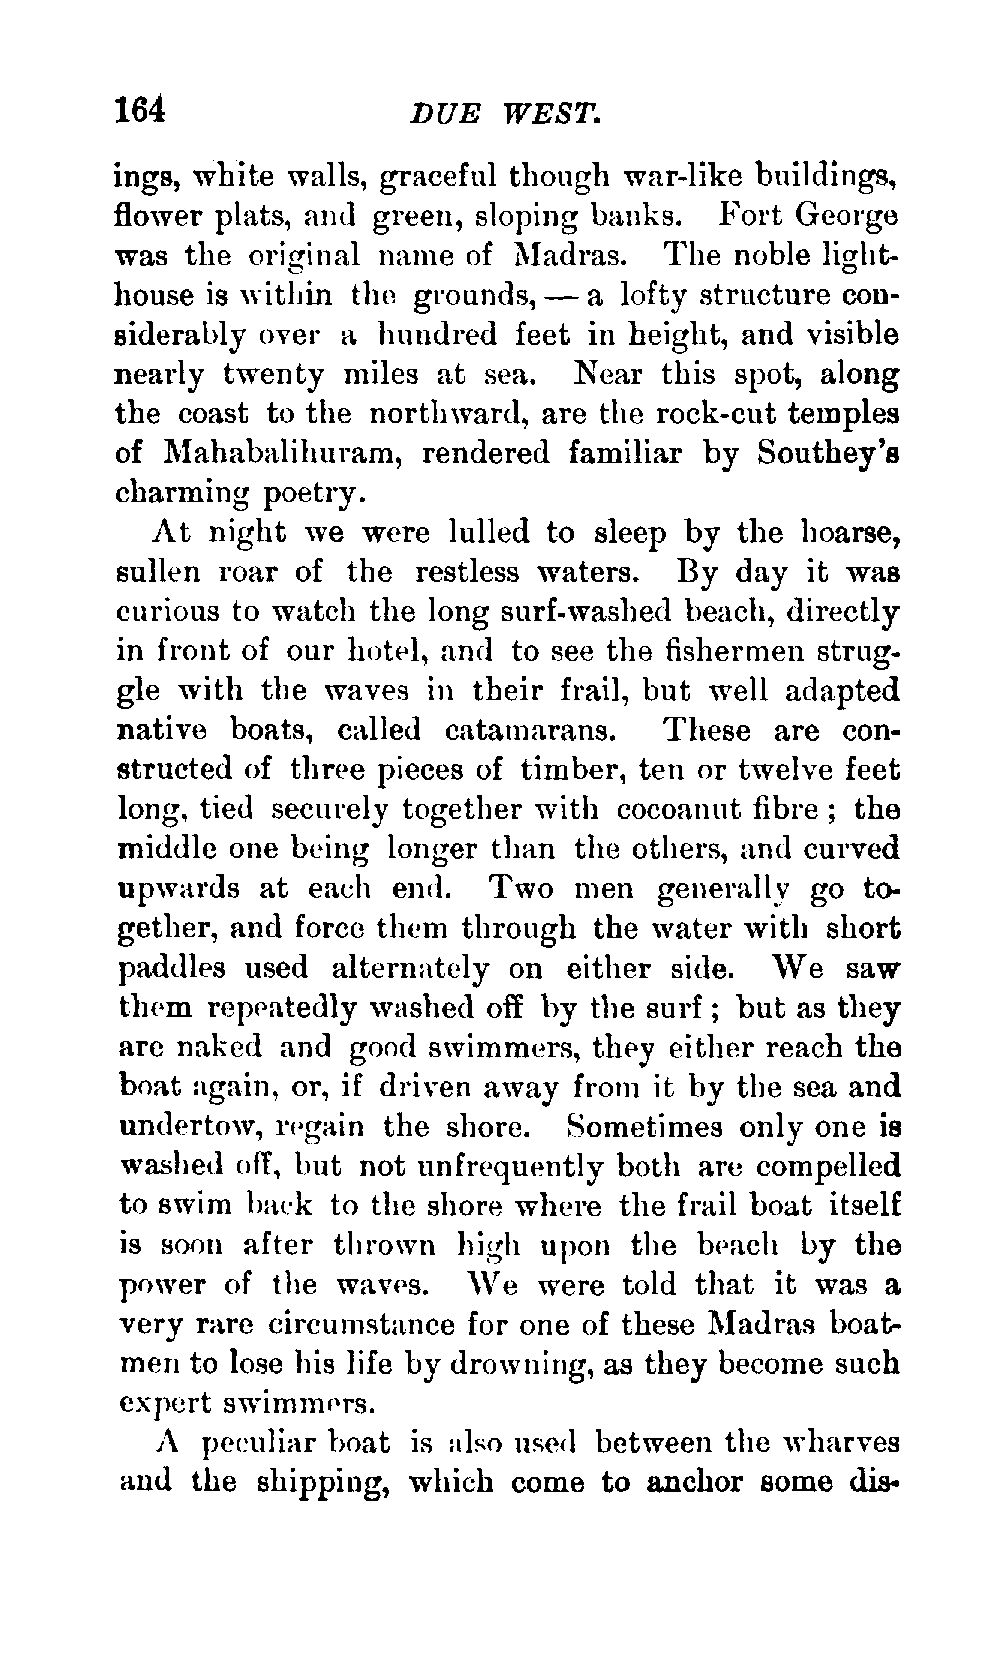 164 DUE WEST.
ings, white walls, graceful though war-like buildings,
flower plats, and green, sloping banks. Fort George
was the original name of Madras. The noble light-
house is within the grounds, — a lofty structure con-
siderably over a hundred feet in height, and visible
nearly twenty miles at sea. Near this spot, along
the coast to the northward, are the rock-cut temples
of Mahabalihuram, rendered familiar by Southey's
charming poetry.
At night we were lulled to sleep by the hoarse,
sullen roar of the restless waters. By day it was
curious to watch the long surf-washed beach, directly
in front of our hotel, and to see the fishermen strug-
gle with the waves in their frail, but well adapted
native boats, called catamarans. These are con-
structed of three pieces of timber, ten or twelve feet
long, tied securely together with cocoanut fibre ; the
middle one being longer than the others, and curved
upwards at each end. Two men generally go to-
gether, and force them through the water with short
paddles used alternately on either side. We saw
them repeatedly washed off by the surf ; but as they
are naked and good swimmers, they either reach the
boat again, or, if driven away from it by the sea and
undertow, regain the shore. Sometimes only one is
washed off, but not unfrequently both are compelled
to swim back to the shore where the frail boat itself
is soon after thrown high upon the beach by the
power of the waves. We were told that it was a
very rare circumstance for one of these Madras boat-
men to lose his life by drowning, as they become such
expert swimmers.
A peculiar boat is also used between the wharves
and the shipping, which come to anchor some dis-